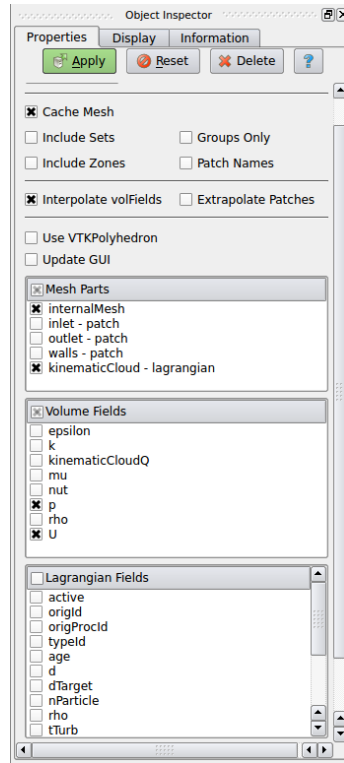 Object Inspector
Properties Display Information
Apply Reset Delete ?
Cache Mesh
Include Sets Groups Only
Include Zones Patch Names
Interpolate volFields Extrapolate Patches
Use VTKPolyhedron
Update GUI
Mesh Parts
internalMesh
inlet - patch
outlet - patch
walls - patch
kinematicCloud - lagrangian
Volume Fields
epsilon
k
kinematicCloudQ
mu
nut
p
rho
U
Lagrangian Fields
active
origId
origProcId
typeId
age
d
dTarget
nParticle
rho
tTurb